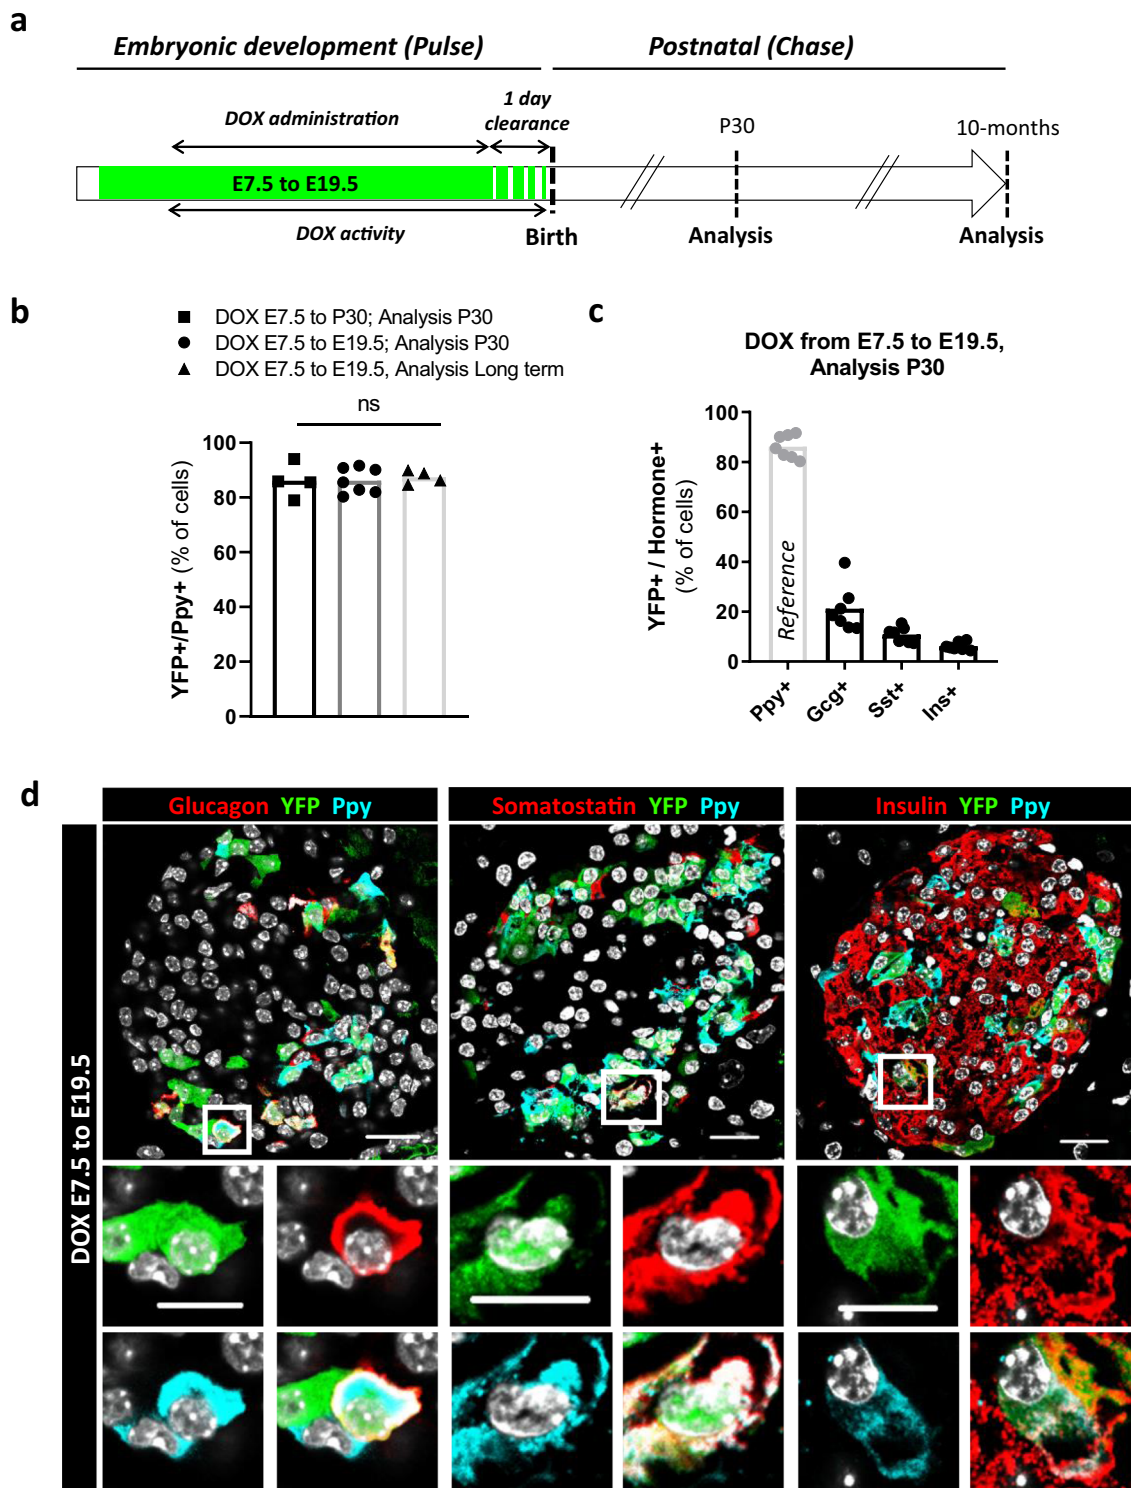 a
Embryonic development (Pulse)
Postnatal (Chase)
DOX administration
1 day
clearance
P30
10-months
E7.5 to E19.5
DOX activity
Birth
Analysis
Analysis
b
DOX E7.5 to P30; Analysis P30
DOX E7.5 to E19.5; Analysis P30
DOX E7.5 to E19.5, Analysis Long term
ns
YFP+/Ppy+ (% of cells)
100
80
60
40
20
0
c
DOX from E7.5 to E19.5,
Analysis P30
YFP+ / Hormone+
(% of cells)
100
80
60
40
20
0
Reference
Ppy+
Gcg+
Sst+
Ins+
d
Glucagon YFP Ppy
Somatostatin YFP Ppy
Insulin YFP Ppy
DOX E7.5 to E19.5